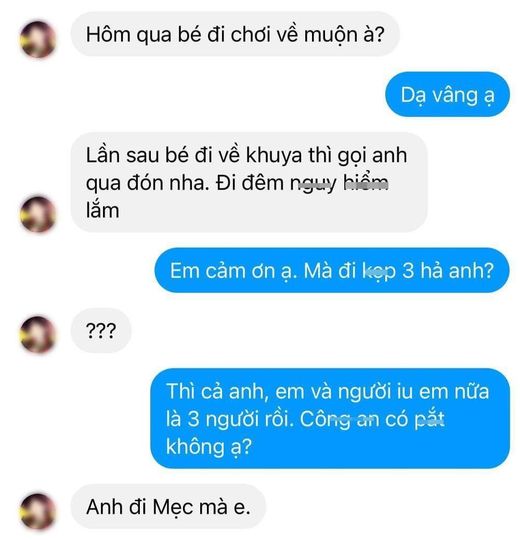 Hôm qua bé đi chơi về muộn à?
Dạ vâng ạ
Lần sau bé đi về khuya thì gọi anh
qua đón nha. Đi đêm nguy hiểm
lắm
Em cảm ơn ạ. Mà đi kẹp 3 hả anh?
???
Thì cả anh, em và người iu em nữa
là 3 người rồi. Công an có pắt
không ạ?
Anh đi Mẹc mà e.